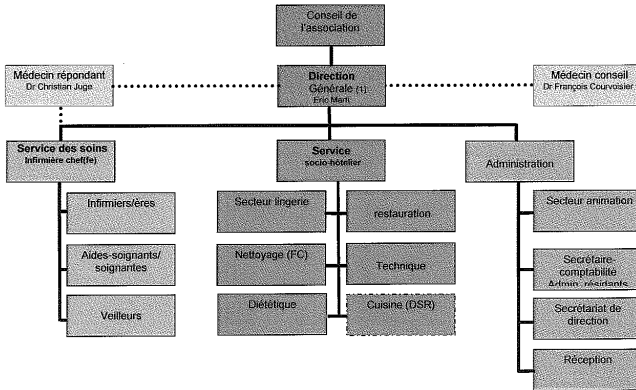 Conseil de
l'association
Médecin répondant
Dr Christian Juge
Direction
Générale (1)
Eric Marti
Médecin conseil
Dr François Courvoisier
Service des soins
Infirmière chef(fe)
Service
socio-hôtelier
Administration
Infirmiers/ères
Secteur lingerie
restauration
Secteur animation
Aides-soignants/
soignantes
Nettoyage (FC)
Technique
Secrétaire-
comptabilité
Admin. résidants
Veilleurs
Diététique
Cuisine (DSR)
Secrétariat de
direction
Réception